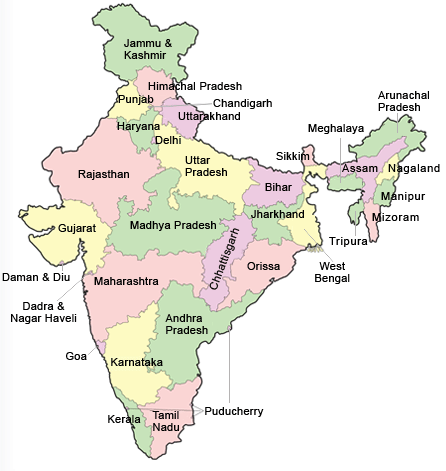 Jammu &
Kashmir
Himachal Pradesh
Punjab
Chandigarh
Uttarakhand
Haryana
Delhi
Arunachal
Pradesh
Meghalaya
Sikkim
Assam
Nagaland
Manipur
Mizoram
Tripura
Rajasthan
Uttar
Pradesh
Bihar
Jharkhand
West
Bengal
Gujarat
Madhya Pradesh
Chhattisgarh
Orissa
Daman & Diu
Dadra &
Nagar Haveli
Maharashtra
Andhra
Pradesh
Goa
Karnataka
Puducherry
Kerala
Tamil
Nadu